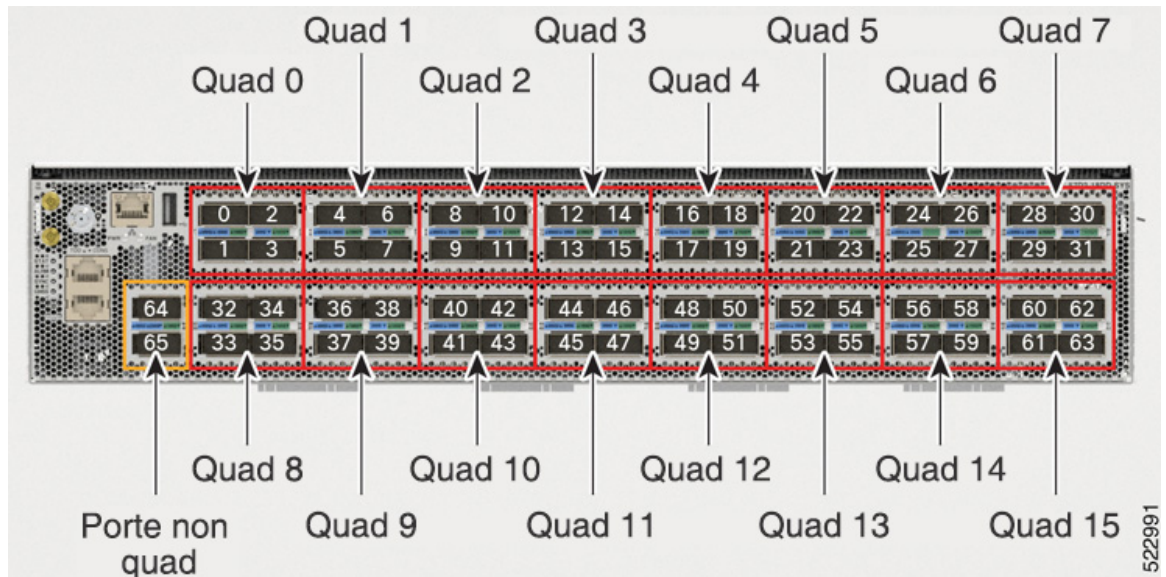 Quad 1 Quad 3 Quad 5 Quad 7
Quad 0 Quad 2 Quad 4 Quad 6
0 2 4 6 8 10 12 14 16 18 20 22 24 26 28 30
1 3 5 7 9 11 13 15 17 19 21 23 25 27 29 31
64 32 34 36 38 40 42 44 46 48 50 52 54 56 58 60 62
65 33 35 37 39 41 43 45 47 49 51 53 55 57 59 61 63
Quad 8 Quad 10 Quad 12 Quad 14
Porte non Quad 9 Quad 11 Quad 13 Quad 15
quad
522991